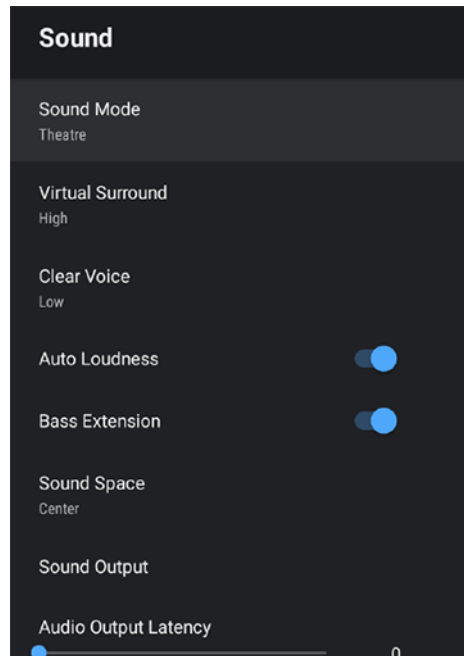 Sound
Sound Mode
Theatre
Virtual Surround
High
Clear Voice
Low
Auto Loudness
Bass Extension
Sound Space
Center
Sound Output
Audio Output Latency
0